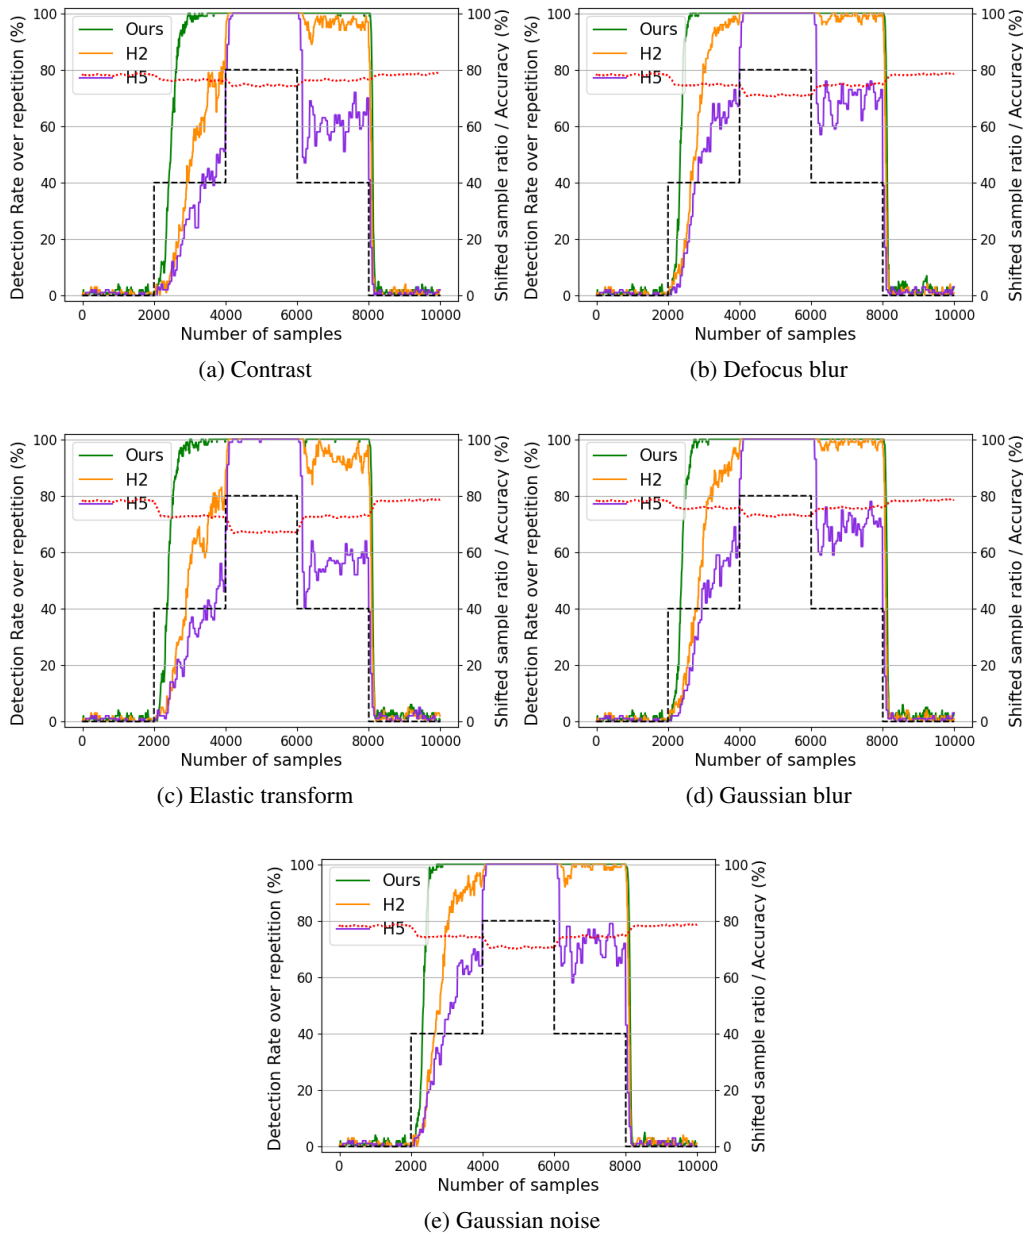 Detection Rate over repetition (%)
100
80
60
40
20
0
Ours
H2
H5
0 2000 4000 6000 8000 10000
Number of samples
100
80
60
40
20
0
Shifted sample ratio / Accuracy (%)
(a) Contrast
Detection Rate over repetition (%)
100
80
60
40
20
0
Ours
H2
H5
0 2000 4000 6000 8000 10000
Number of samples
100
80
60
40
20
0
Shifted sample ratio / Accuracy (%)
(b) Defocus blur
Detection Rate over repetition (%)
100
80
60
40
20
0
Ours
H2
H5
0 2000 4000 6000 8000 10000
Number of samples
100
80
60
40
20
0
Shifted sample ratio / Accuracy (%)
(c) Elastic transform
Detection Rate over repetition (%)
100
80
60
40
20
0
Ours
H2
H5
0 2000 4000 6000 8000 10000
Number of samples
100
80
60
40
20
0
Shifted sample ratio / Accuracy (%)
(d) Gaussian blur
Detection Rate over repetition (%)
100
80
60
40
20
0
Ours
H2
H5
0 2000 4000 6000 8000 10000
Number of samples
100
80
60
40
20
0
Shifted sample ratio / Accuracy (%)
(e) Gaussian noise